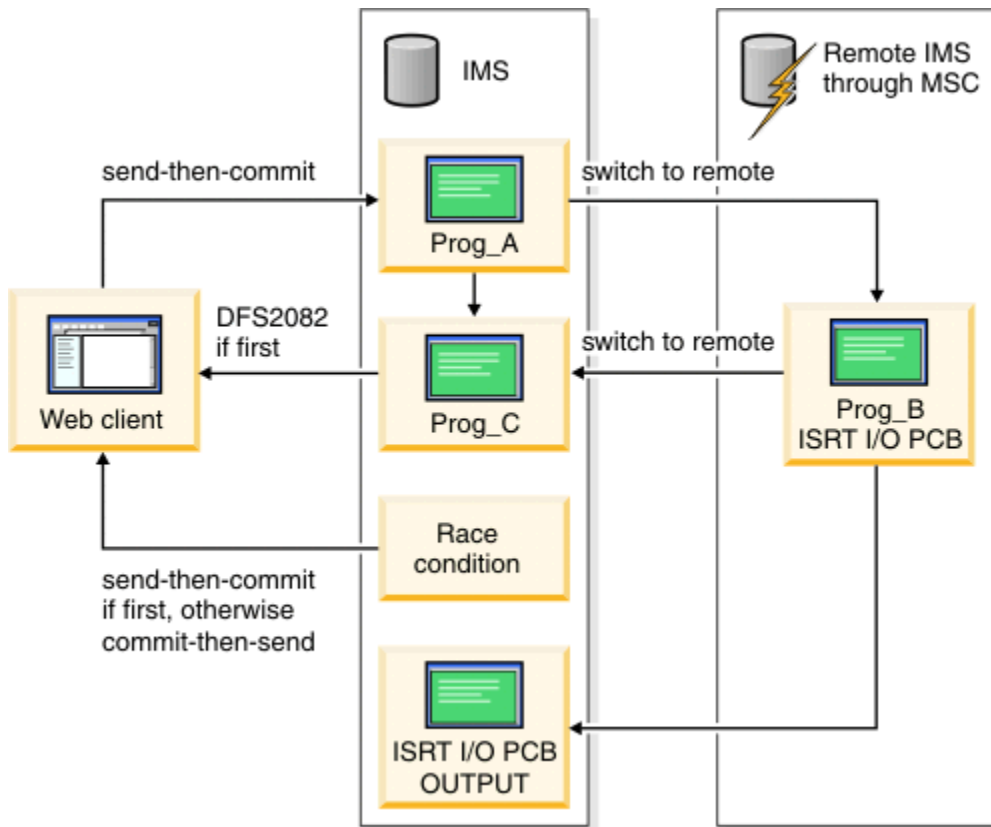 IMS
Remote IMS
through MSC
send-then-commit
switch to remote
Prog_A
DFS2082
if first
switch to remote
Web client
Prog_C
Prog_B
ISRT I/O PCB
Race
condition
send-then-commit
if first, otherwise
commit-then-send
ISRT I/O PCB
OUTPUT